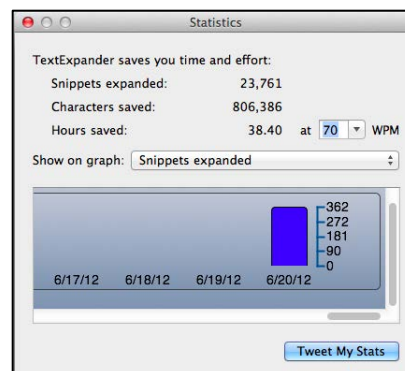 Statistics
TextExpander saves you time and effort:
Snippets expanded: 23,761
Characters saved: 806,386
Hours saved: 38.40 at 70 WPM
Show on graph: Snippets expanded
362
272
181
90
0
6/17/12 6/18/12 6/19/12 6/20/12
Tweet My Stats